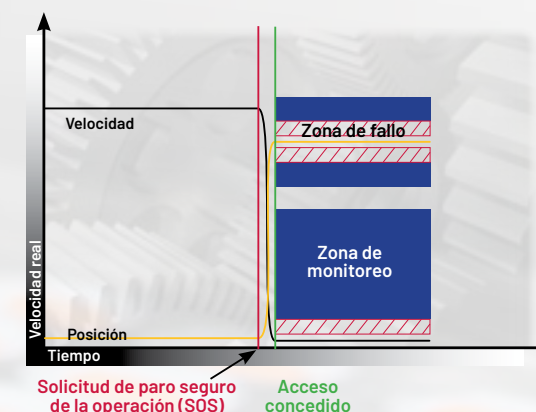 Velocidad
Zona de fallo
Zona de
monitoreo
Velocidad real
Posición
Tiempo
Solicitud de paro seguro
de la operación (SOS)
Acceso
concedido